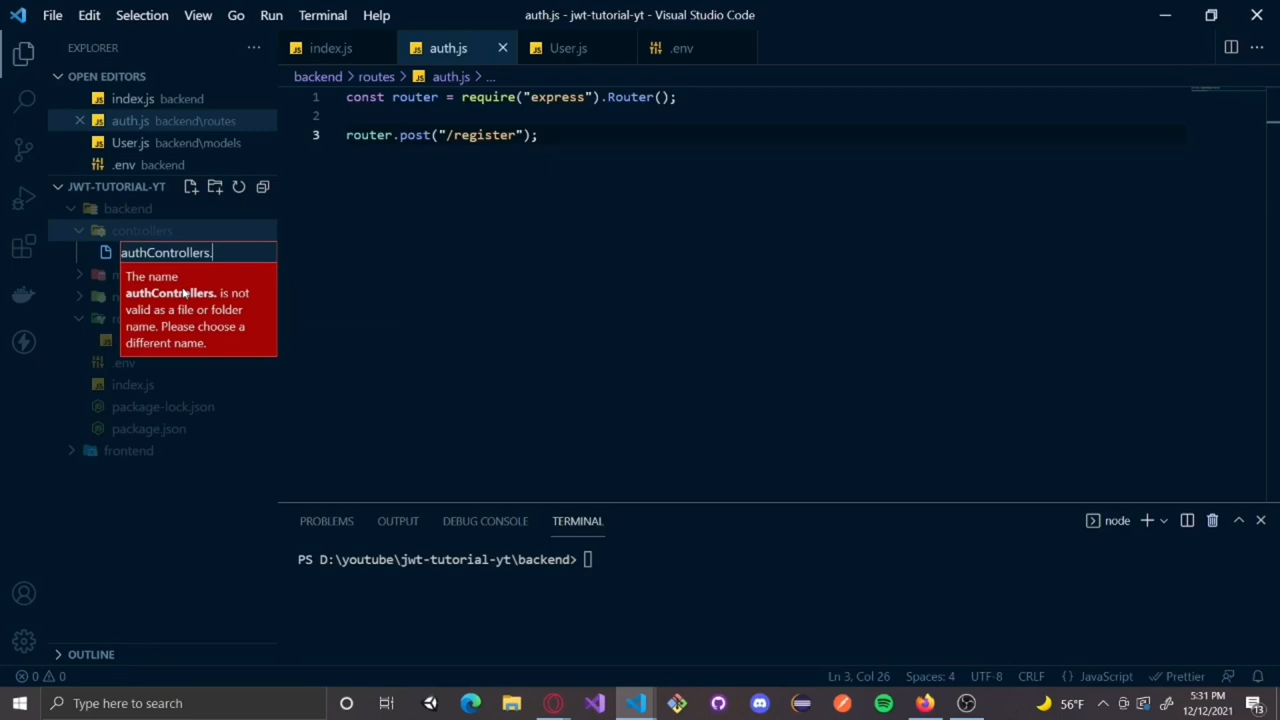 File Edit Selection View Go Run Terminal Help
auth.js - jwt-tutorial-yt - Visual Studio Code
EXPLORER
index.js
auth.js
User.js
.env
OPEN EDITORS
index.js backend
auth.js backend\routes
User.js backend\models
.env backend
JWT-TUTORIAL-YT
backend
controllers
authControllers.
The name
authControllers. is not
valid as a file or folder
name. Please choose a
different name.
.env
index.js
package-lock.json
package.json
frontend
OUTLINE
backend > routes > auth.js > ...
1 const router = require("express").Router();
2
3 router.post("/register");
PROBLEMS OUTPUT DEBUG CONSOLE TERMINAL
node
PS D:\youtube\jwt-tutorial-yt\backend>
0 0
Ln 3, Col 26 Spaces: 4 UTF-8 CRLF {} JavaScript Prettier
Type here to search
56°F
5:31 PM
12/12/2021
13